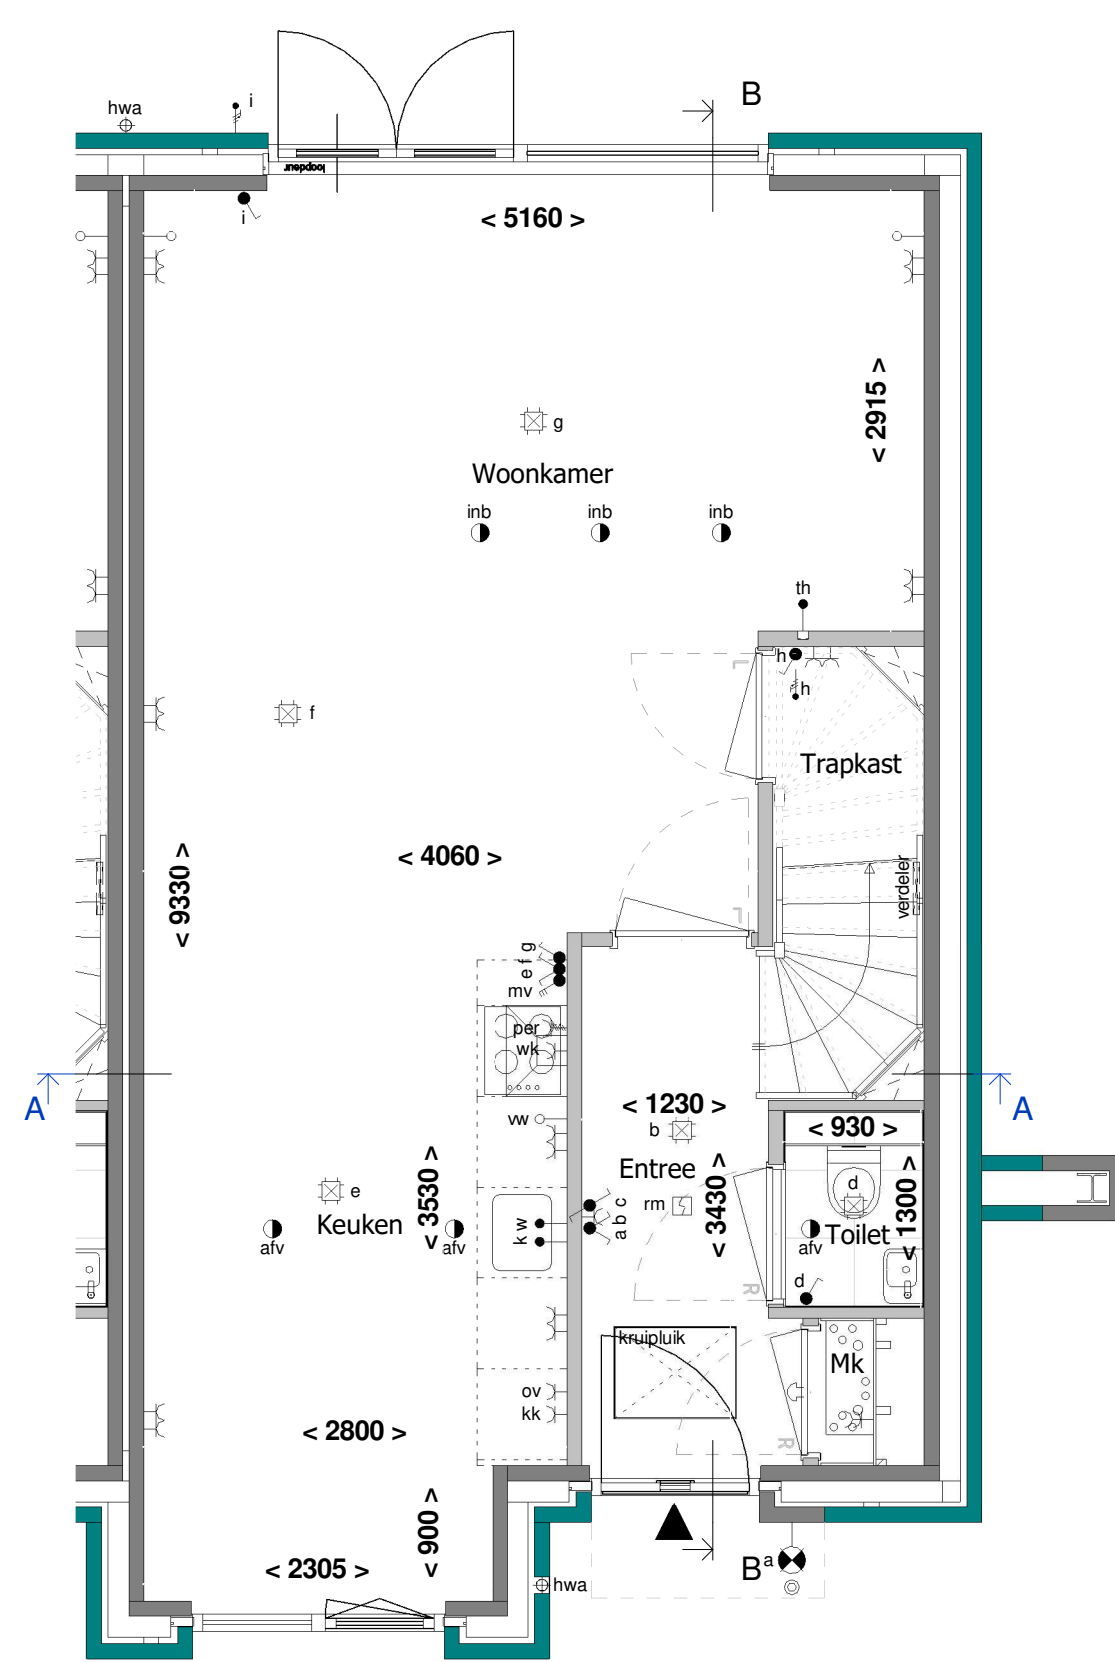 B
hwa
i
loopdeur
i
< 5160 >
< 2915 >
g
Woonkamer
inb
inb
inb
th
h
L
h
f
Trapkast
< 4060 >
< 9330 >
verdeler
L
e f g
mv
per
wk
A
A
< 1230 >
vw
b
< 930 >
Entree
< 3530 >
< 3430 >
< 1300 >
e
rm
d
Keuken
k w
a b c
Toilet
afv
afv
afv
d
R
kruipluik
Mk
ov
kk
< 2800 >
R
< 900 >
< 2305 >
B
a
hwa